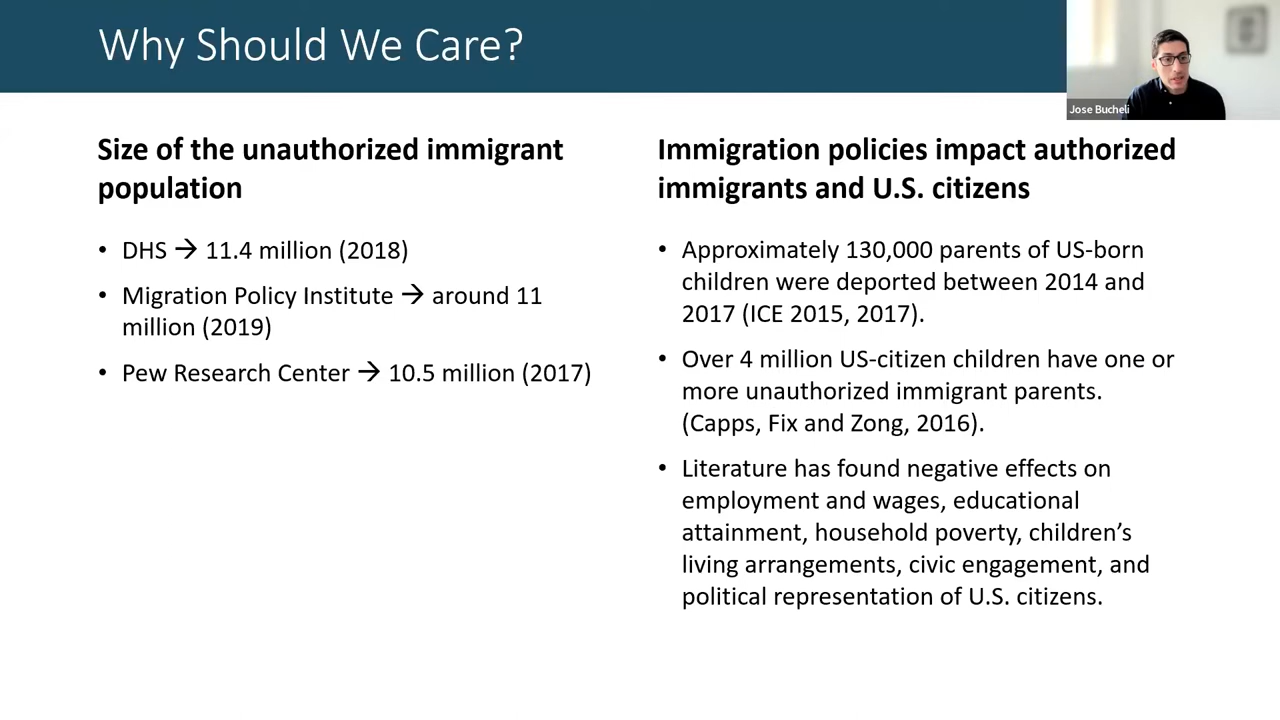 Why Should We Care?
Jose Bucheli
Size of the unauthorized immigrant
population
• DHS → 11.4 million (2018)
• Migration Policy Institute → around 11
million (2019)
• Pew Research Center → 10.5 million (2017)
Immigration policies impact authorized
immigrants and U.S. citizens
• Approximately 130,000 parents of US-born
children were deported between 2014 and
2017 (ICE 2015, 2017).
• Over 4 million US-citizen children have one or
more unauthorized immigrant parents.
(Capps, Fix and Zong, 2016).
• Literature has found negative effects on
employment and wages, educational
attainment, household poverty, children’s
living arrangements, civic engagement, and
political representation of U.S. citizens.